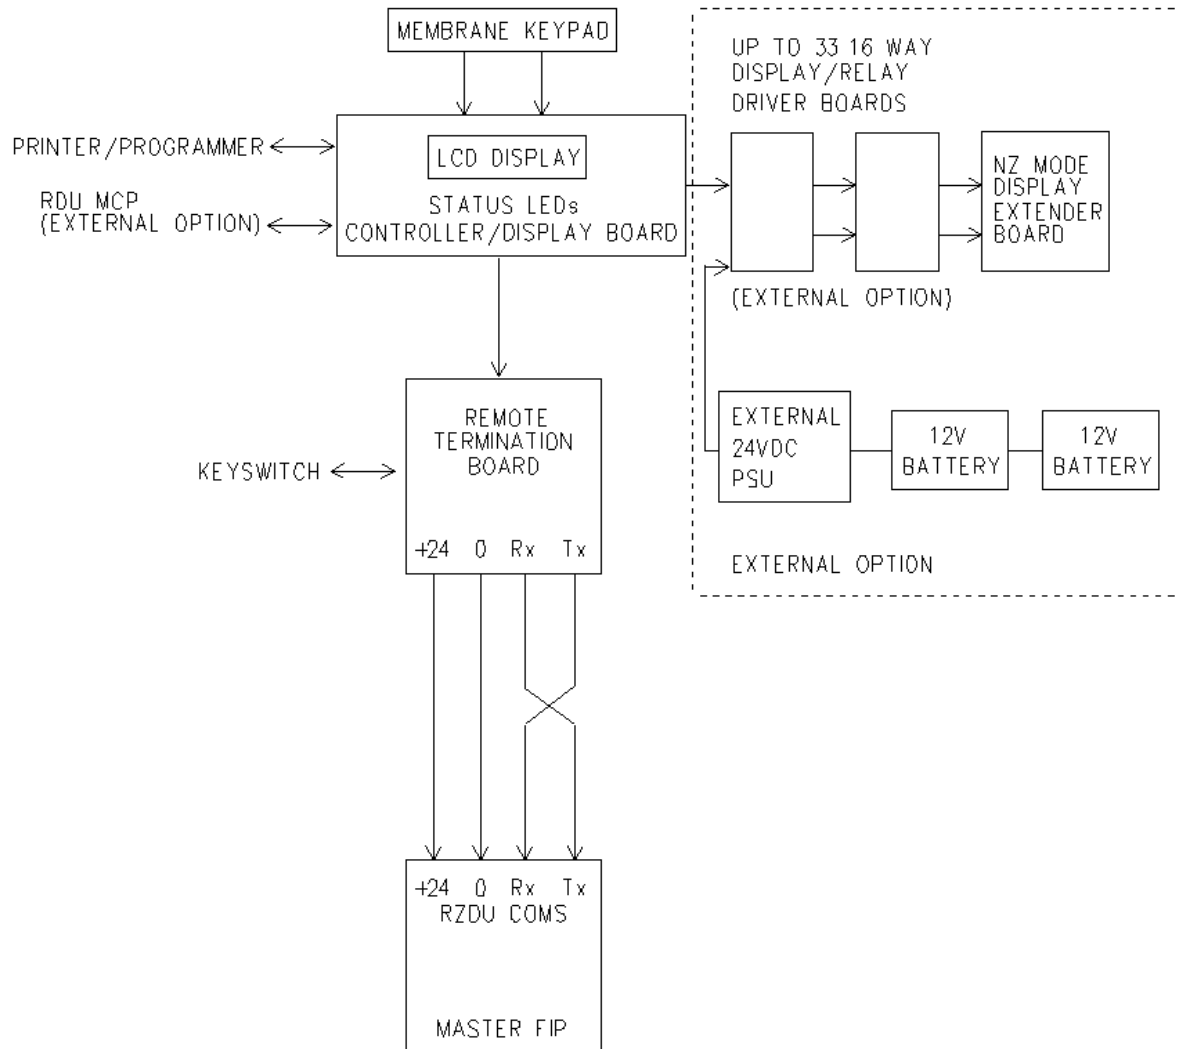 MEMBRANE KEYPAD
UP TO 33 16 WAY
DISPLAY/RELAY
DRIVER BOARDS
PRINTER/PROGRAMMER
LCD DISPLAY
RDU MCP
(EXTERNAL OPTION)
STATUS LEDs
CONTROLLER/DISPLAY BOARD
NZ MODE
DISPLAY
EXTENDER
BOARD
(EXTERNAL OPTION)
REMOTE
TERMINATION
BOARD
KEYSWITCH
EXTERNAL
24VDC
PSU
12V
BATTERY
12V
BATTERY
+24 0 Rx Tx
EXTERNAL OPTION
+24 0 Rx Tx
RZDU COMS
MASTER FIP